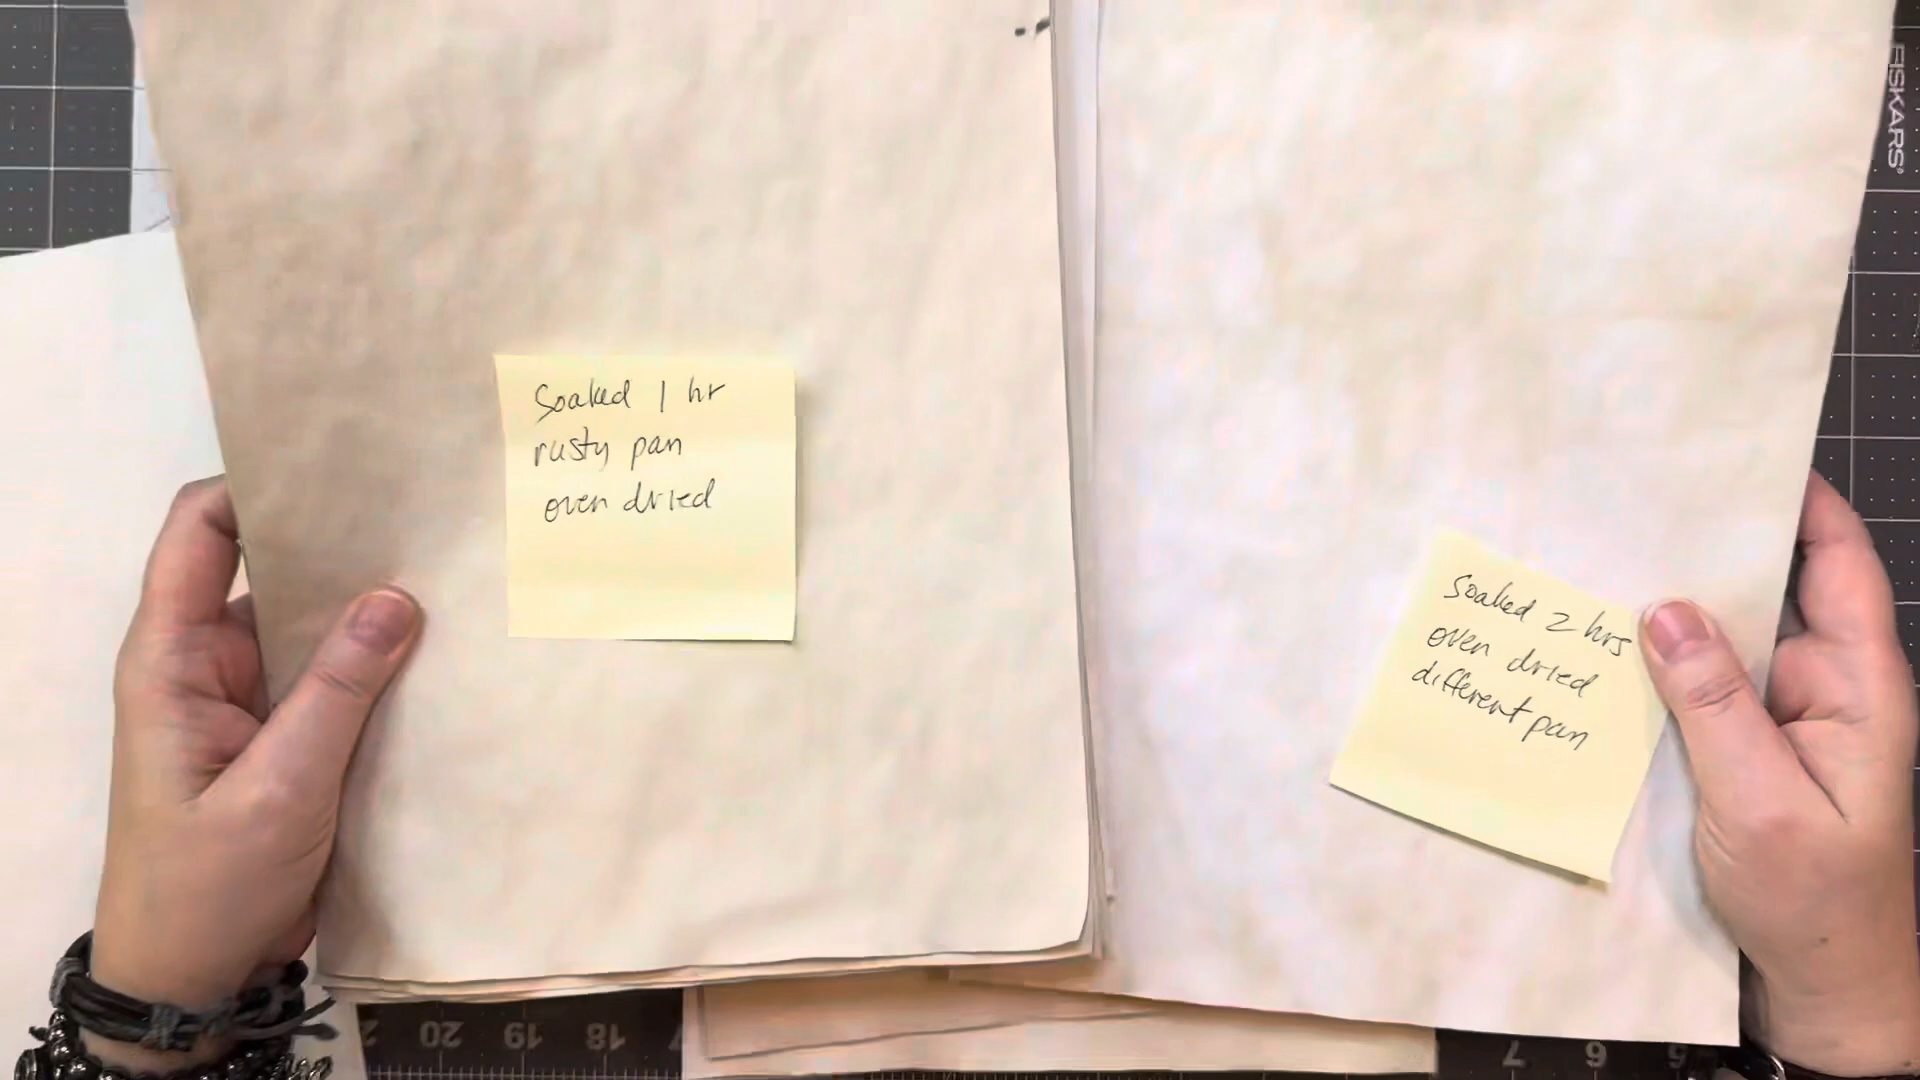 FISKARS®
Soaked 1 hr
rusty pan
oven dried
Soaked 2 hrs
oven dried
different pan
20 19 18
7 6 5